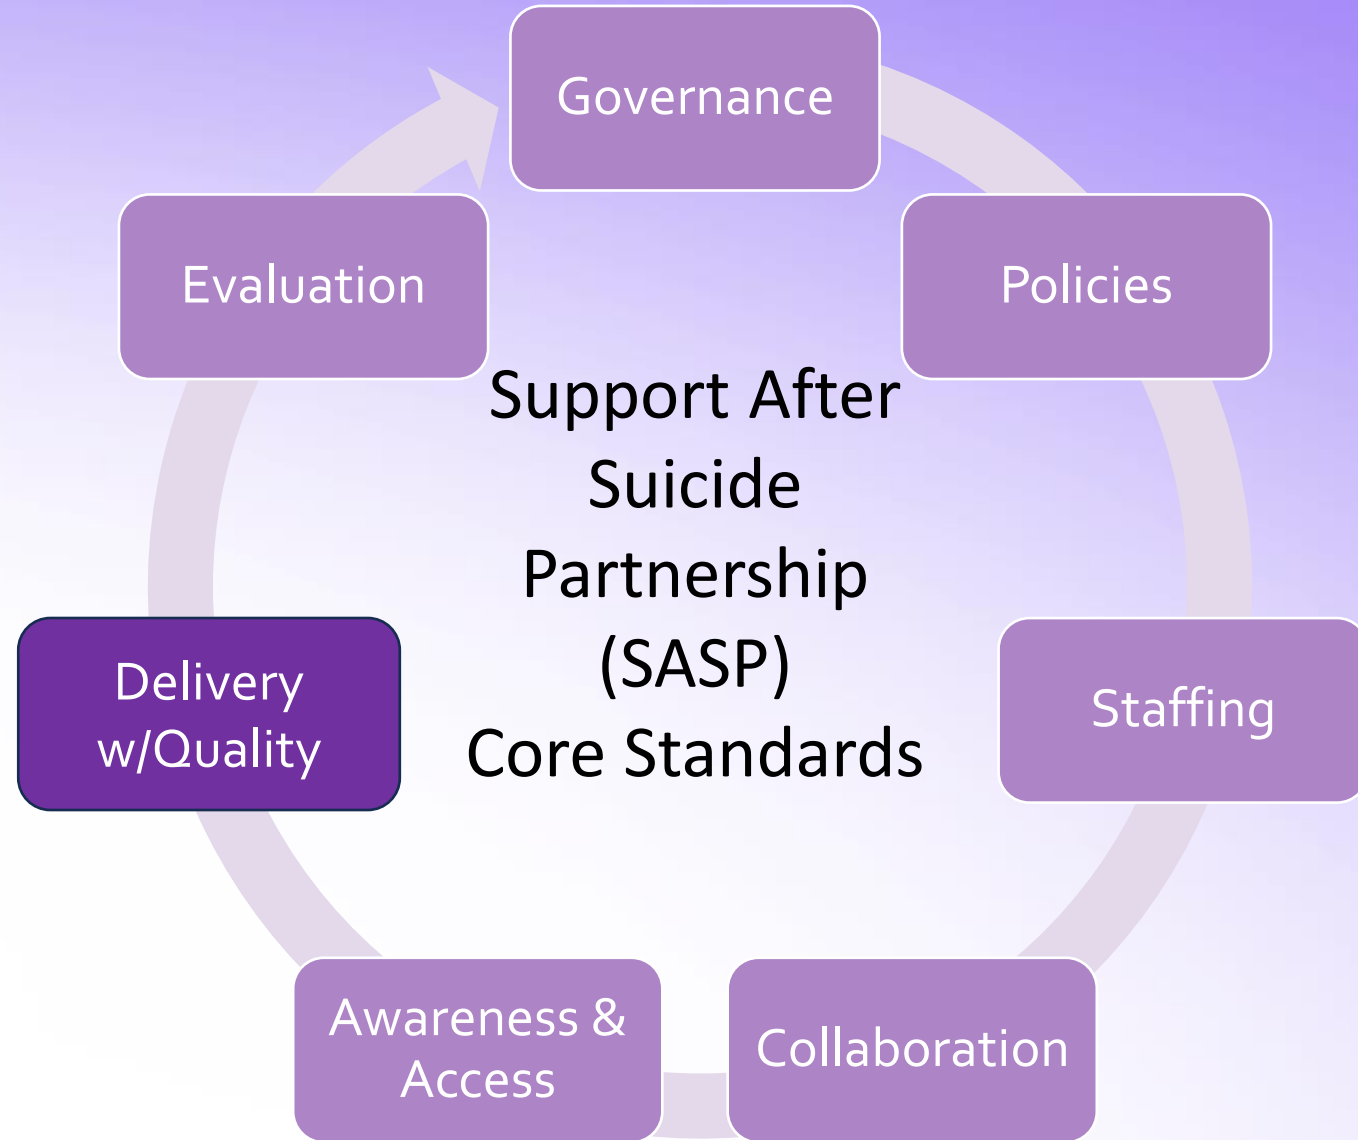 Governance
Policies
Staffing
Collaboration
Awareness &
Access
Delivery
w/Quality
Evaluation
Support After
Suicide
Partnership
(SASP)
Core Standards